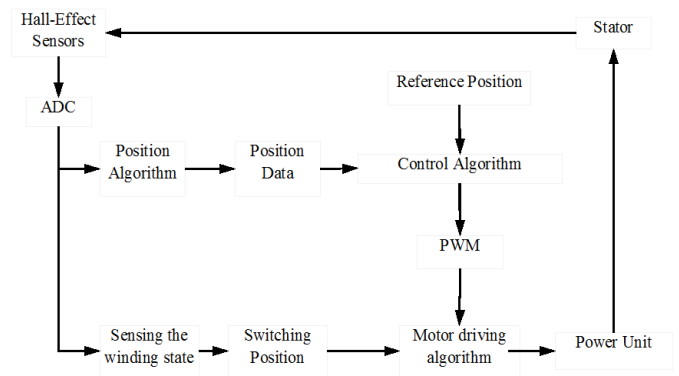 Hall-Effect
Sensors
Stator
Reference Position
ADC
Position
Algorithm
Position
Data
Control Algorithm
PWM
Sensing the
winding state
Switching
Position
Motor driving
algorithm
Power Unit